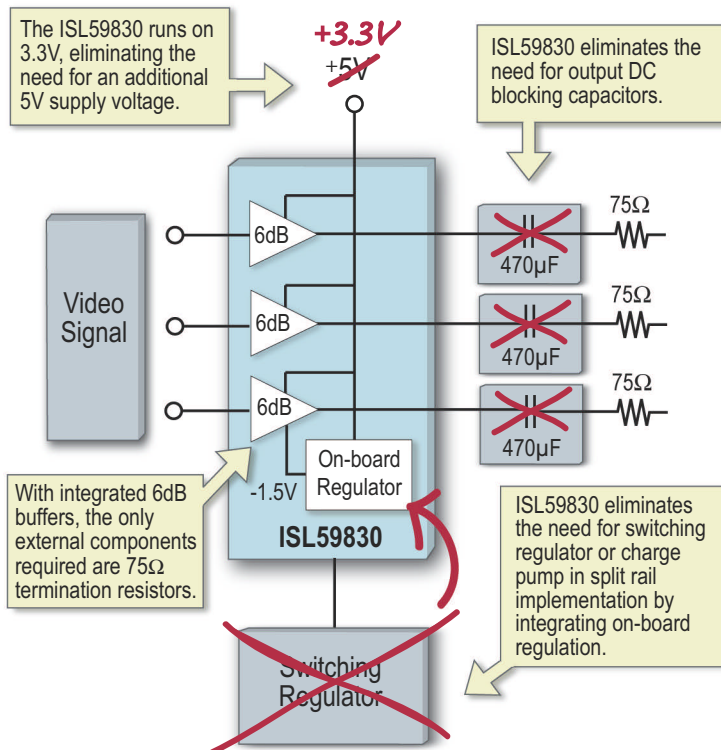 The ISL59830 runs on
3.3V, eliminating the
need for an additional
5V supply voltage.
+3.3V
+5V
ISL59830 eliminates the
need for output DC
blocking capacitors.
Video
Signal
6dB
6dB
6dB
470µF
470µF
470µF
75Ω
75Ω
75Ω
-1.5V
On-board
Regulator
ISL59830
With integrated 6dB
buffers, the only
external components
required are 75Ω
termination resistors.
ISL59830 eliminates
the need for switching
regulator or charge
pump in split rail
implementation by
integrating on-board
regulation.
Switching
Regulator